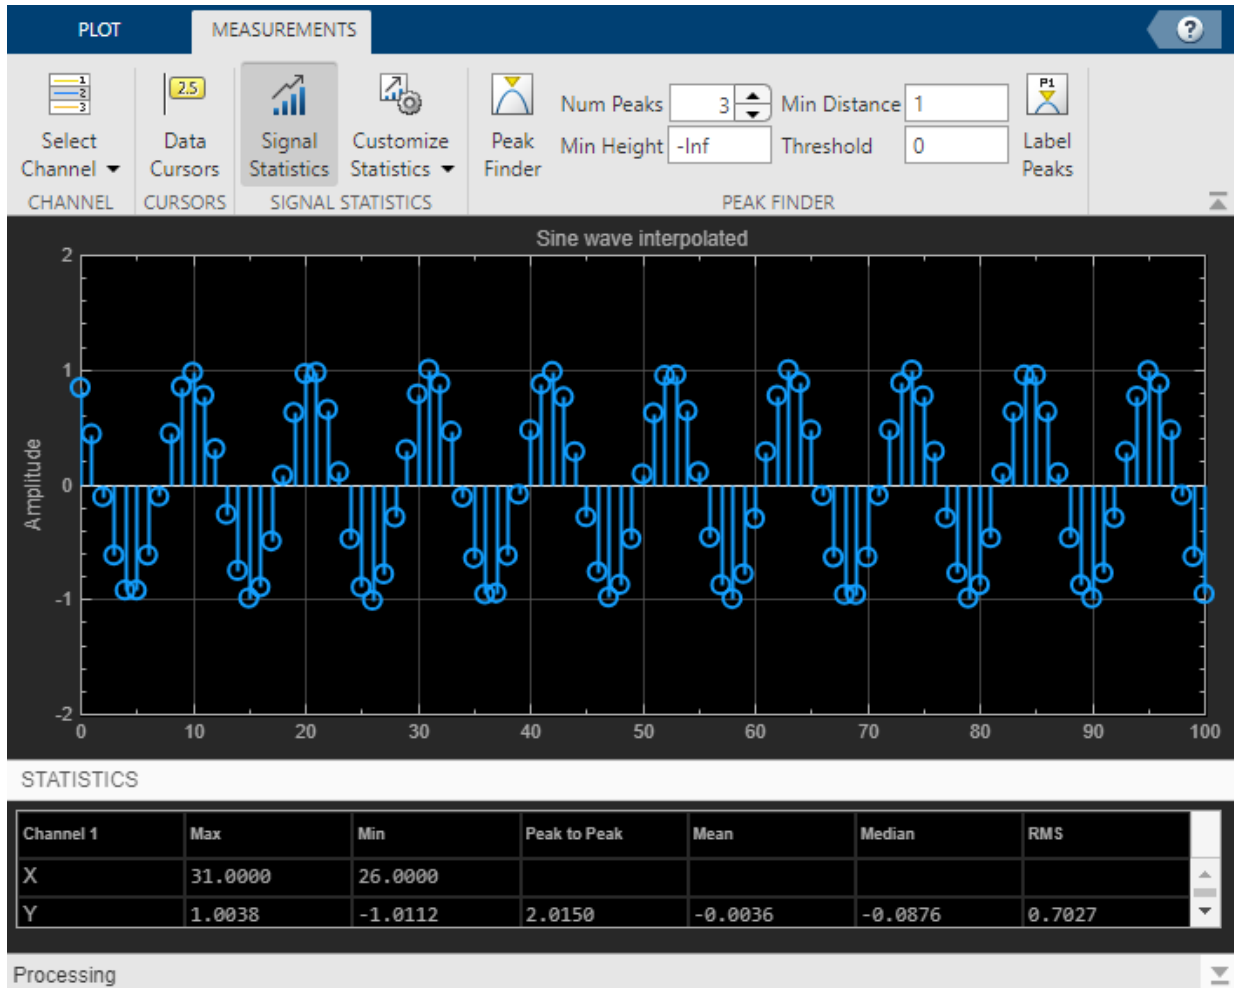 PLOT MEASUREMENTS ?
1
2
3
2.5
P1
Num Peaks 3 Min Distance 1
Select Data Signal Customize Peak Min Height -Inf Threshold 0 Label
Channel Cursors Statistics Statistics Finder Peaks
CHANNEL CURSORS SIGNAL STATISTICS PEAK FINDER
Sine wave interpolated
2
1
0
-1
-2
Amplitude
0 10 20 30 40 50 60 70 80 90 100
STATISTICS
Channel 1 Max Min Peak to Peak Mean Median RMS
X 31.0000 26.0000
Y 1.0038 -1.0112 2.0150 -0.0036 -0.0876 0.7027
Processing